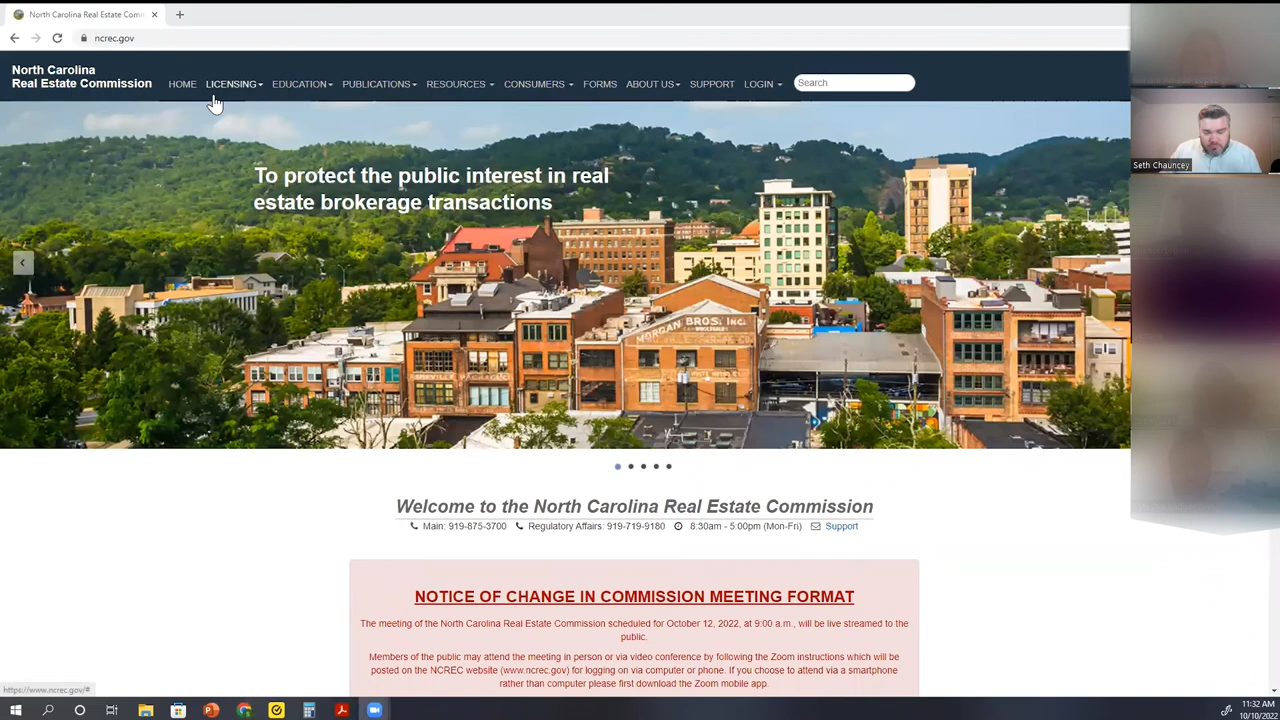 North Carolina Real Estate Com
ncrec.gov
North Carolina
Real Estate Commission
HOME LICENSING EDUCATION PUBLICATIONS RESOURCES CONSUMERS FORMS ABOUT US SUPPORT LOGIN Search
Seth Chauncey
To protect the public interest in real
estate brokerage transactions
MORGAN BROS. Inc.
Welcome to the North Carolina Real Estate Commission
Main: 919-875-3700 Regulatory Affairs: 919-719-9180 8:30am - 5:00pm (Mon-Fri) Support
NOTICE OF CHANGE IN COMMISSION MEETING FORMAT
The meeting of the North Carolina Real Estate Commission scheduled for October 12, 2022, at 9:00 a.m., will be live streamed to the
public.
Members of the public may attend the meeting in person or via video conference by following the Zoom instructions which will be
posted on the NCREC website (www.ncrec.gov) for logging on via computer or phone. If you choose to attend via a smartphone
rather than computer please first download the Zoom mobile app.
https://www.ncrec.gov/#
11:32 AM
10/10/2022